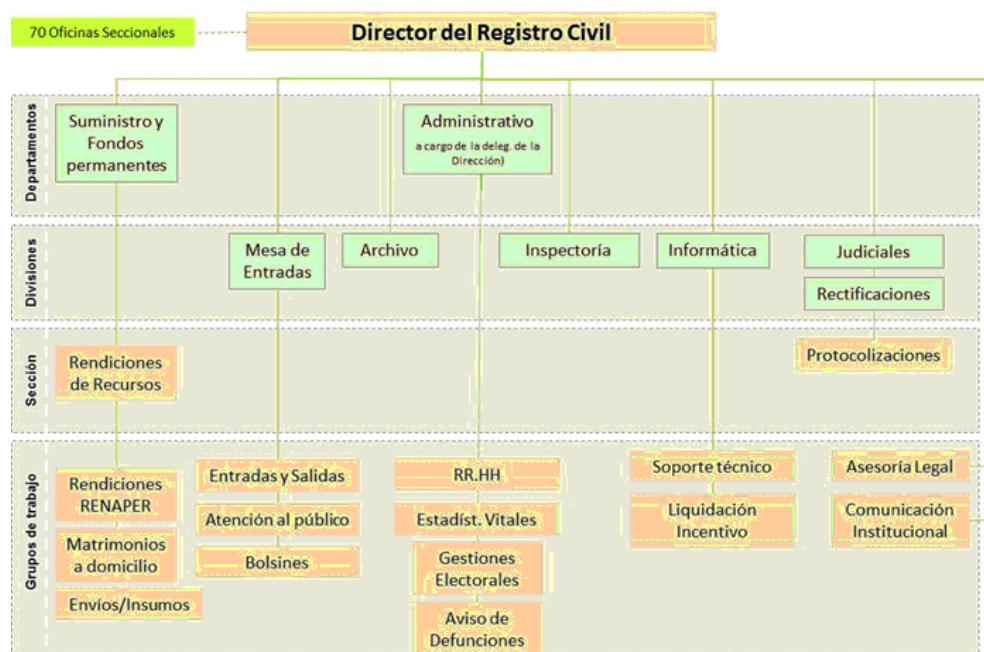 70 Oficinas Seccionales
Director del Registro Civil
Departamentos
Suministro y
Fondos
permanentes
Administrativo
a cargo de la deleg. de la
Dirección)
Divisiones
Mesa de
Entradas
Archivo
Inspectoría
Informática
Judiciales
Rectificaciones
Sección
Rendiciones
de Recursos
Protocolizaciones
Grupos de trabajo
Rendiciones
RENAPER
Matrimonios
a domicilio
Envíos/Insumos
Entradas y Salidas
Atención al público
Bolsines
RR.HH
Estadíst. Vitales
Gestiones
Electorales
Aviso de
Defunciones
Soporte técnico
Liquidación
Incentivo
Asesoría Legal
Comunicación
Institucional